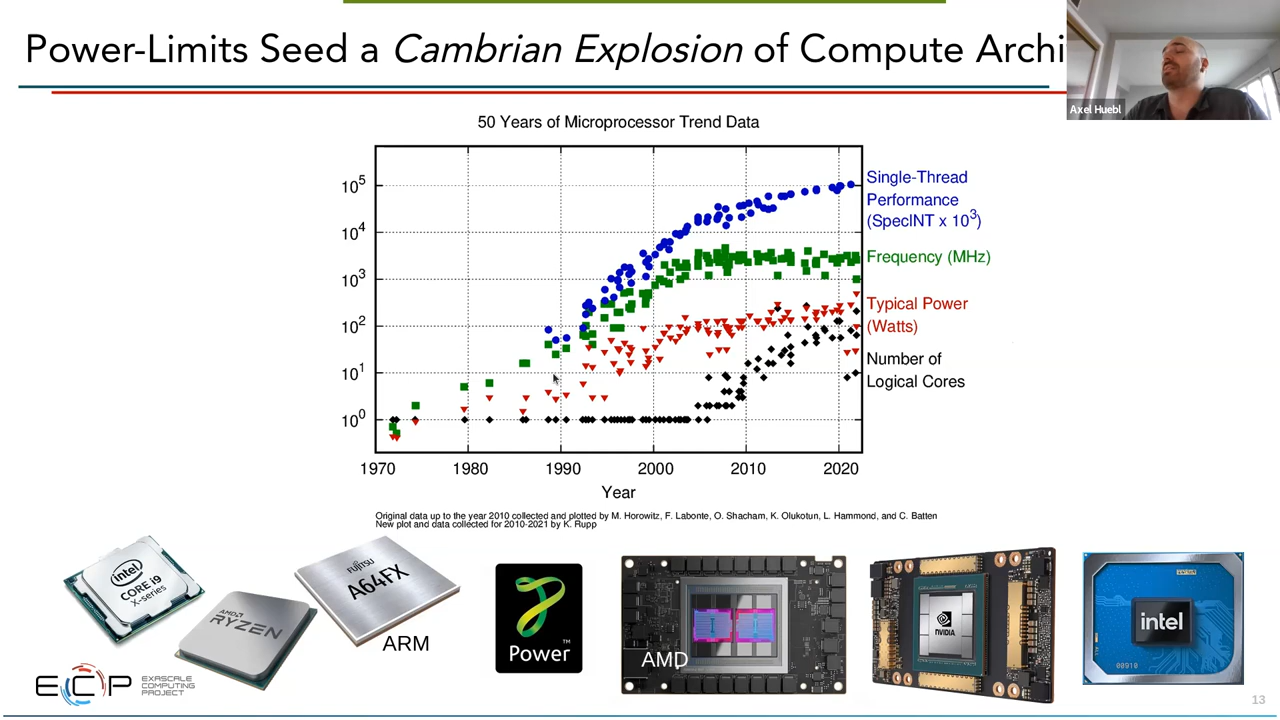 Power-Limits Seed a Cambrian Explosion of Compute Archi
Axel Huebl
50 Years of Microprocessor Trend Data
10^5
10^4
10^3
10^2
10^1
10^0
Single-Thread
Performance
(SpecINT x 10^3)
Frequency (MHz)
Typical Power
(Watts)
Number of
Logical Cores
1970 1980 1990 2000 2010 2020
Year
Original data up to the year 2010 collected and plotted by M. Horowitz, F. Labonte, O. Shacham, K. Olukotun, L. Hammond, and C. Batten
New plot and data collected for 2010-2021 by K. Rupp
intel
CORE i9
X-series
AMD
RYZEN
FUJITSU
A64FX
ARM
Power™
AMD
NVIDIA
intel
00910
ECP
EXASCALE
COMPUTING
PROJECT
13